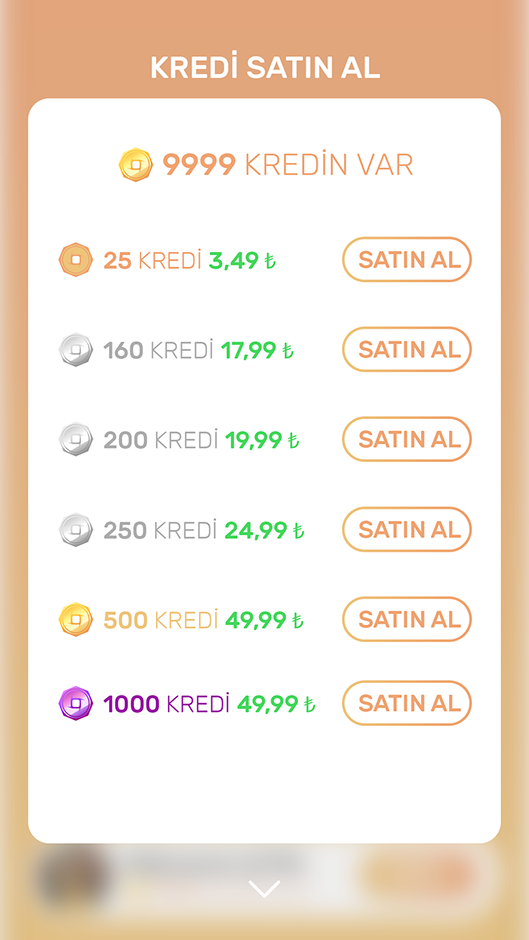 KREDİ SATIN AL
9999 KREDİN VAR
25 KREDİ 3,49 ₺ SATIN AL
160 KREDİ 17,99 ₺ SATIN AL
200 KREDİ 19,99 ₺ SATIN AL
250 KREDİ 24,99 ₺ SATIN AL
500 KREDİ 49,99 ₺ SATIN AL
1000 KREDİ 49,99 ₺ SATIN AL